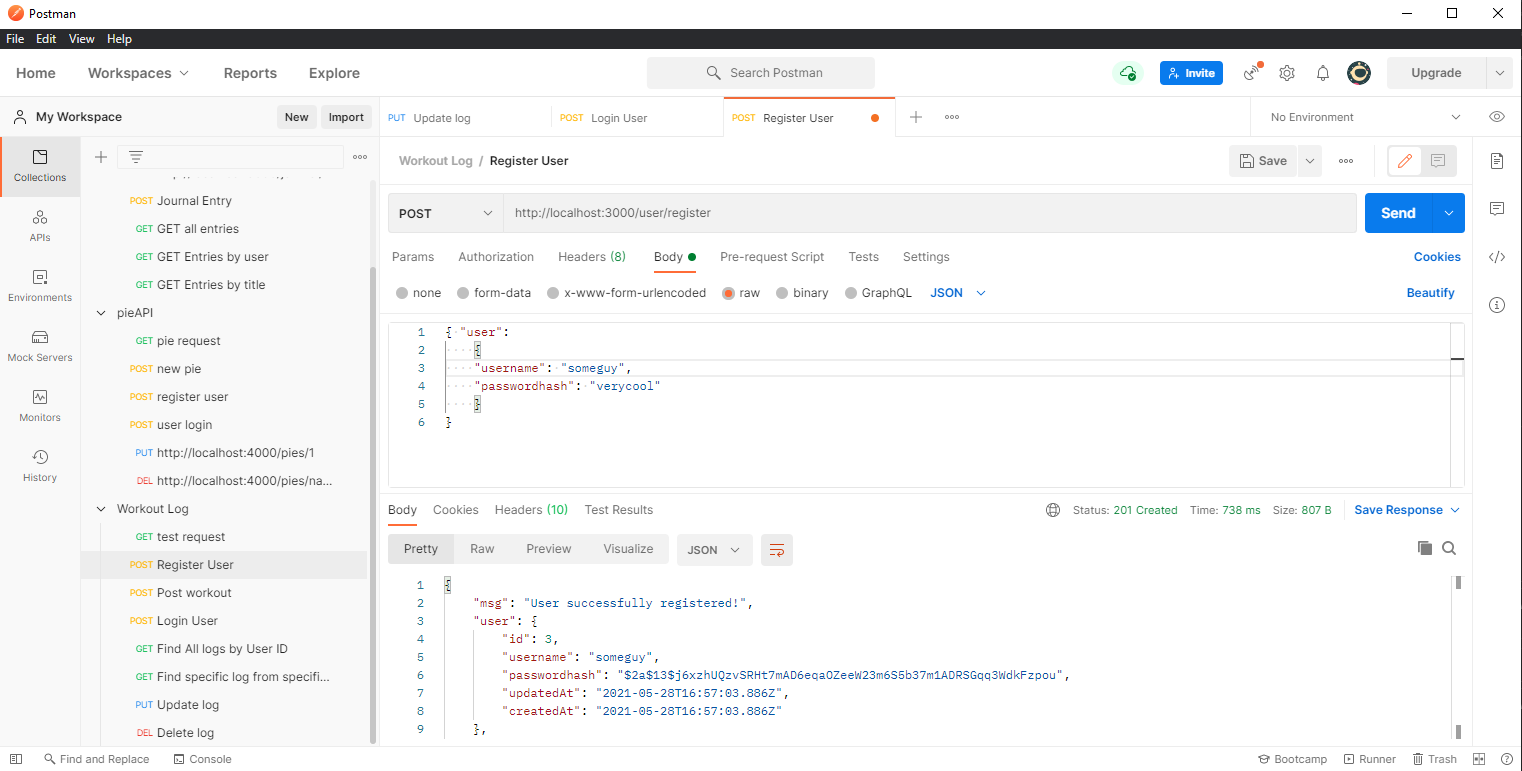 Postman
File Edit View Help
Home Workspaces Reports Explore Search Postman Invite Upgrade
My Workspace New Import
PUT Update log POST Login User POST Register User No Environment
Collections
APIs
Environments
Mock Servers
Monitors
History
POST Journal Entry
GET GET all entries
GET GET Entries by user
GET GET Entries by title
pieAPI
GET pie request
POST new pie
POST register user
POST user login
PUT http://localhost:4000/pies/1
DEL http://localhost:4000/pies/na...
Workout Log
GET test request
POST Register User
POST Post workout
POST Login User
GET Find All logs by User ID
GET Find specific log from specifi...
PUT Update log
DEL Delete log
Workout Log / Register User Save
POST http://localhost:3000/user/register Send
Params Authorization Headers (8) Body Pre-request Script Tests Settings Cookies
none form-data x-www-form-urlencoded raw binary GraphQL JSON Beautify
1 { "user":
2 {
3 "username": "someguy",
4 "passwordhash": "verycool"
5 }
6 }
Body Cookies Headers (10) Test Results Status: 201 Created Time: 738 ms Size: 807 B Save Response
Pretty Raw Preview Visualize JSON
1 {
2 "msg": "User successfully registered!",
3 "user": {
4 "id": 3,
5 "username": "someguy",
6 "passwordhash": "$2a$13$j6xzhUQzvSRHt7mAD6eqaOZeeW23m6S5b37m1ADRSGqq3WdkFzpou",
7 "updatedAt": "2021-05-28T16:57:03.886Z",
8 "createdAt": "2021-05-28T16:57:03.886Z"
9 },
Find and Replace Console Bootcamp Runner Trash